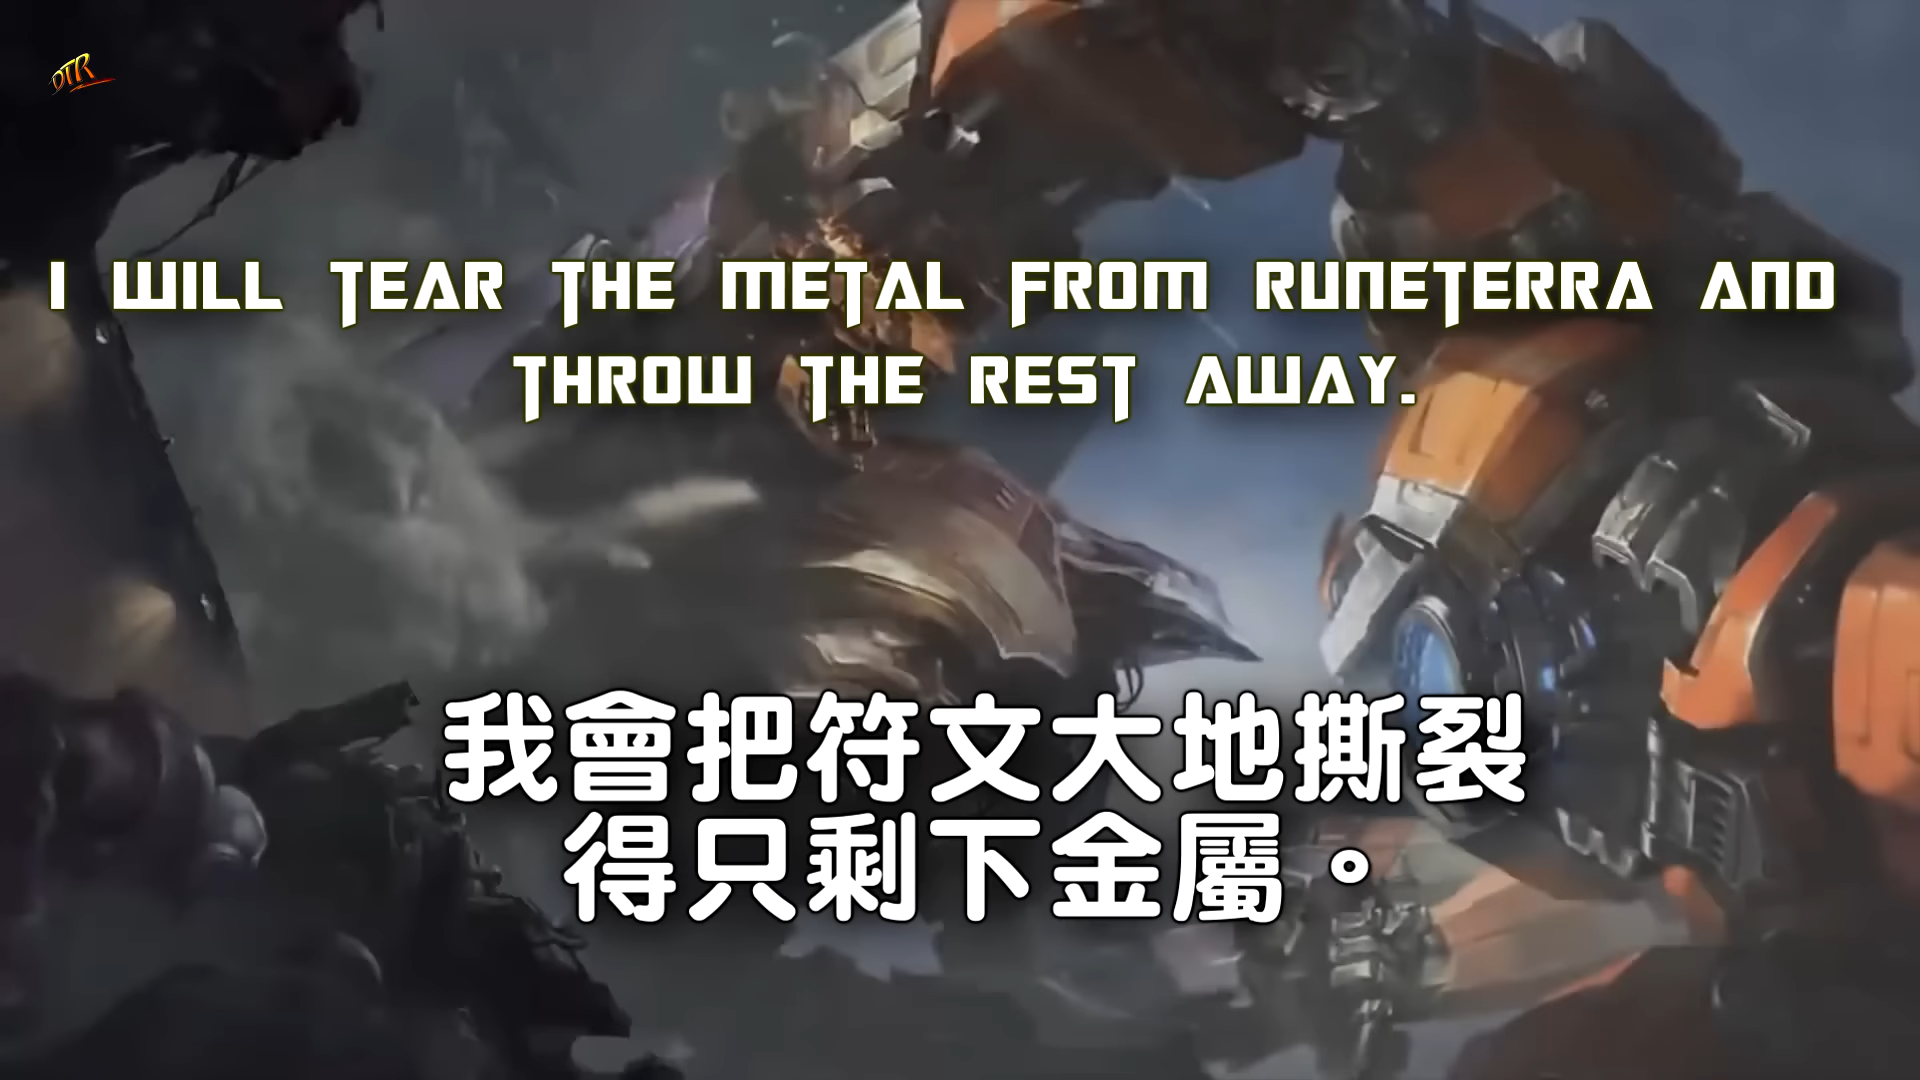 DTR
I WILL TEAR THE METAL FROM RUNETERRA AND
THROW THE REST AWAY.
我會把符文大地撕裂
得只剩下金屬。